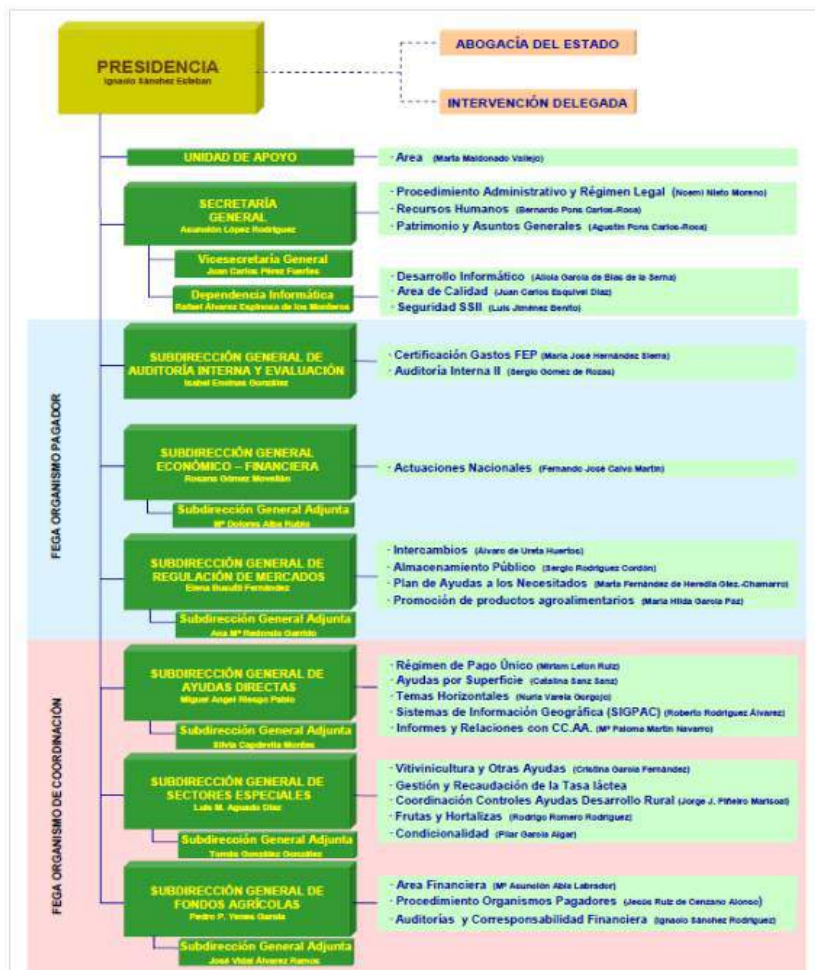 PRESIDENCIA
Ignacio Sánchez Esteban
ABOGACÍA DEL ESTADO
INTERVENCIÓN DELEGADA
UNIDAD DE APOYO
· Area (Marta Maldonado Vallejo)
SECRETARÍA
GENERAL
Asunción López Rodríguez
· Procedimiento Administrativo y Régimen Legal (Noemí Nieto Moreno)
· Recursos Humanos (Bernardo Pons Carlos-Roca)
· Patrimonio y Asuntos Generales (Agustín Pons Carlos-Roca)
Vicesecretaría General
Juan Carlos Pérez Fuertes
Dependencia Informática
Rafael Álvarez Espinosa de los Monteros
· Desarrollo Informático (Alicia García de Blas de la Serna)
· Area de Calidad (Juan Carlos Esquivel Díaz)
· Seguridad SSII (Luis Jiménez Benito)
FEGA ORGANISMO PAGADOR
SUBDIRECCIÓN GENERAL DE
AUDITORÍA INTERNA Y EVALUACIÓN
Isabel Encinas González
· Certificación Gastos FEP (María José Hernández Sierra)
· Auditoría Interna II (Sergio Gómez de Rozas)
SUBDIRECCIÓN GENERAL
ECONÓMICO – FINANCIERA
Rosana Gómez Movellán
· Actuaciones Nacionales (Fernando José Calvo Martín)
Subdirección General Adjunta
Mª Dolores Alba Rubio
SUBDIRECCIÓN GENERAL DE
REGULACIÓN DE MERCADOS
Elena Busutil Fernández
· Intercambios (Álvaro de Ureta Huertos)
· Almacenamiento Público (Sergio Rodríguez Cordón)
· Plan de Ayudas a los Necesitados (Marta Fernández de Heredia Glez.-Chamarro)
· Promoción de productos agroalimentarios (María Hilda García Paz)
Subdirección General Adjunta
Ana Mª Redondo Garrido
FEGA ORGANISMO DE COORDINACIÓN
SUBDIRECCIÓN GENERAL DE
AYUDAS DIRECTAS
Miguel Angel Riesgo Pablo
· Régimen de Pago Único (Miriam Letón Ruiz)
· Ayudas por Superficie (Catalina Sanz Sanz)
· Temas Horizontales (Nuria Varela Gorgojo)
· Sistemas de Información Geográfica (SIGPAC) (Roberto Rodríguez Álvarez)
· Informes y Relaciones con CC.AA. (Mª Paloma Martín Navarro)
Subdirección General Adjunta
Silvia Capdevila Montes
SUBDIRECCIÓN GENERAL DE
SECTORES ESPECIALES
Luis M. Aguado Díaz
· Vitivinicultura y Otras Ayudas (Cristina García Fernández)
· Gestión y Recaudación de la Tasa láctea
· Coordinación Controles Ayudas Desarrollo Rural (Jorge J. Piñeiro Mariscal)
· Frutas y Hortalizas (Rodrigo Romero Rodríguez)
· Condicionalidad (Pilar García Algar)
Subdirección General Adjunta
Tomás González González
SUBDIRECCIÓN GENERAL DE
FONDOS AGRÍCOLAS
Pedro P. Yenes García
· Area Financiera (Mª Asunción Abia Labrador)
· Procedimiento Organismos Pagadores (Jesús Ruiz de Cenzano Alonso)
· Auditorías y Corresponsabilidad Financiera (Ignacio Sánchez Rodríguez)
Subdirección General Adjunta
José Vidal Álvarez Ramos